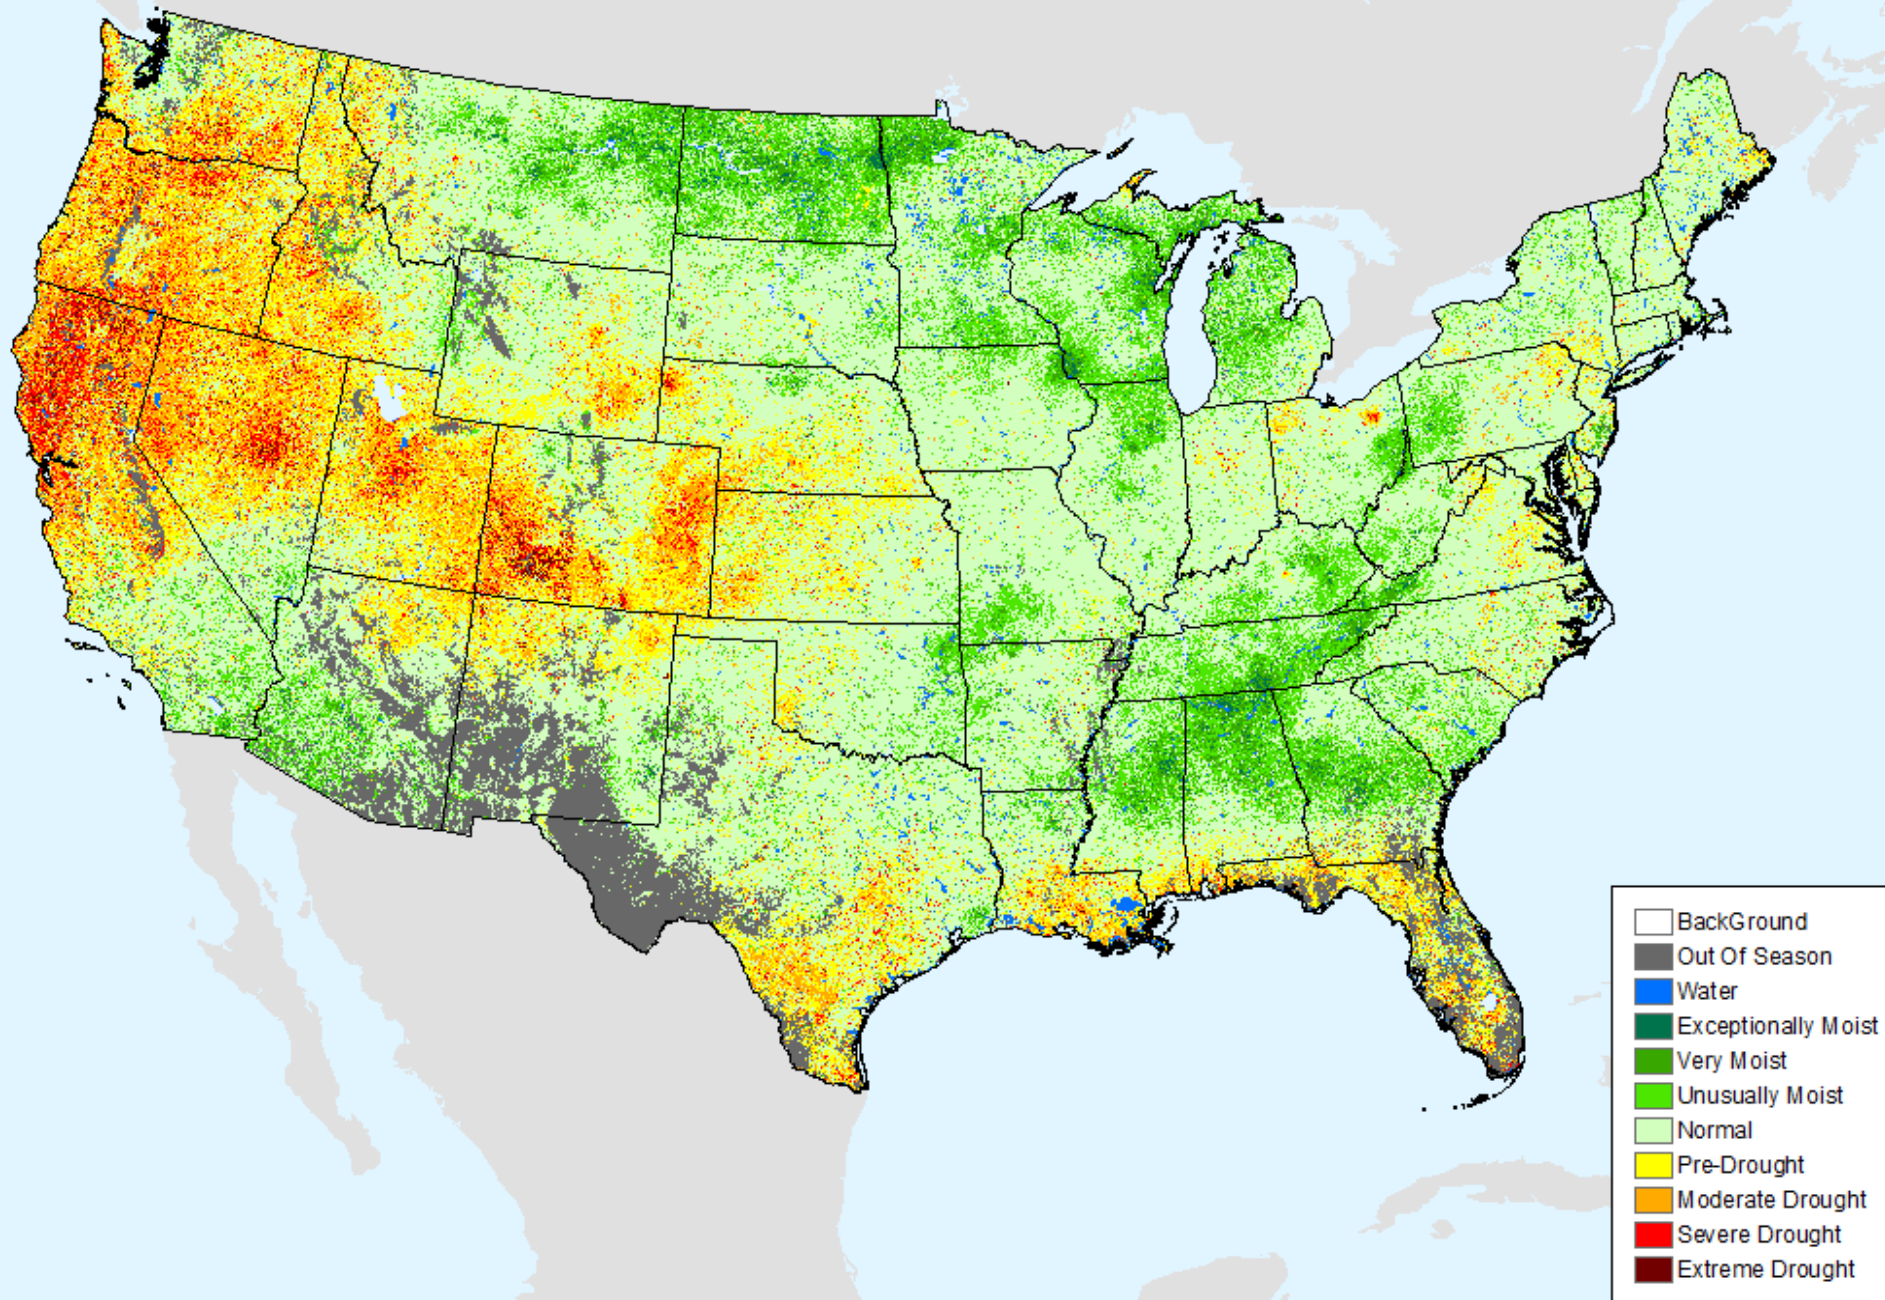 BackGround
Out Of Season
Water
Exceptionally Moist
Very Moist
Unusually Moist
Normal
Pre-Drought
Moderate Drought
Severe Drought
Extreme Drought